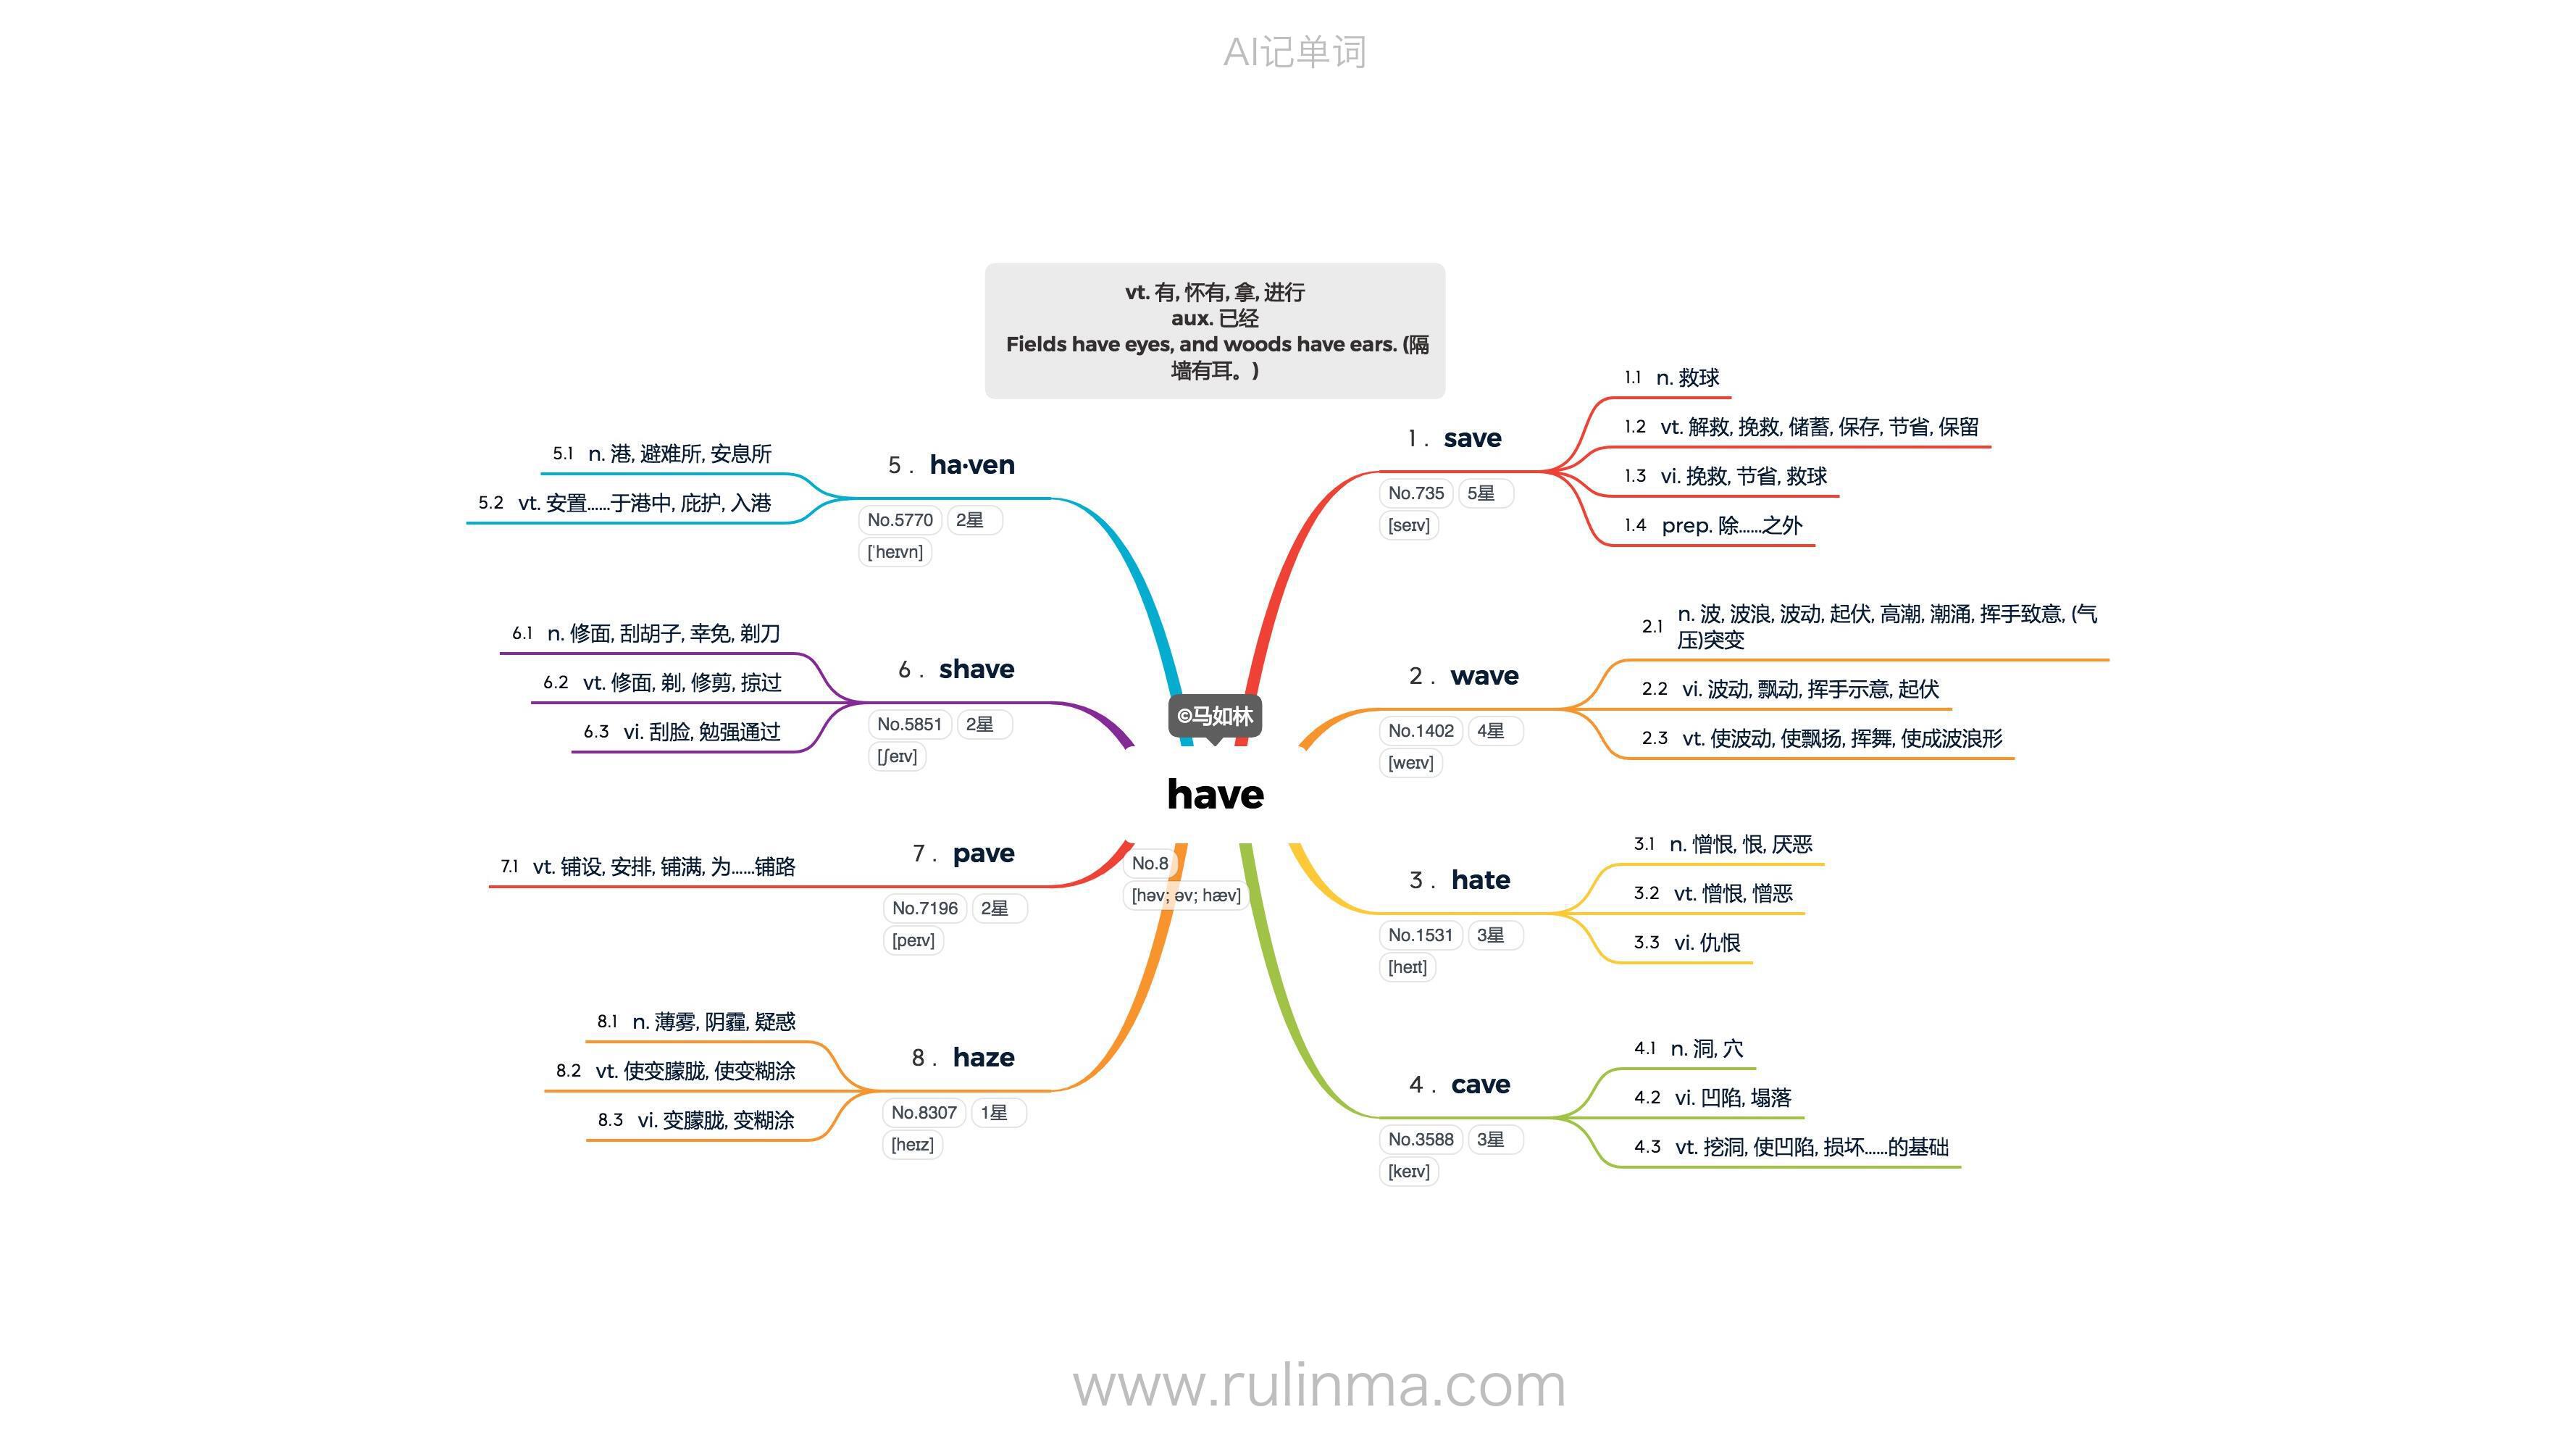 AI记单词
vt. 有, 怀有, 拿, 进行
aux. 已经
Fields have eyes, and woods have ears. (隔
墙有耳。)
©马如林
have
No.8
[həv; əv; hæv]
1 . save
No.735 5星
[seɪv]
1.1 n. 救球
1.2 vt. 解救, 挽救, 储蓄, 保存, 节省, 保留
1.3 vi. 挽救, 节省, 救球
1.4 prep. 除……之外
2 . wave
No.1402 4星
[weɪv]
2.1 n. 波, 波浪, 波动, 起伏, 高潮, 潮涌, 挥手致意, (气
压)突变
2.2 vi. 波动, 飘动, 挥手示意, 起伏
2.3 vt. 使波动, 使飘扬, 挥舞, 使成波浪形
3 . hate
No.1531 3星
[heɪt]
3.1 n. 憎恨, 恨, 厌恶
3.2 vt. 憎恨, 憎恶
3.3 vi. 仇恨
4 . cave
No.3588 3星
[keɪv]
4.1 n. 洞, 穴
4.2 vi. 凹陷, 塌落
4.3 vt. 挖洞, 使凹陷, 损坏……的基础
5 . ha·ven
No.5770 2星
[ˈheɪvn]
5.1 n. 港, 避难所, 安息所
5.2 vt. 安置……于港中, 庇护, 入港
6 . shave
No.5851 2星
[ʃeɪv]
6.1 n. 修面, 刮胡子, 幸免, 剃刀
6.2 vt. 修面, 剃, 修剪, 掠过
6.3 vi. 刮脸, 勉强通过
7 . pave
No.7196 2星
[peɪv]
7.1 vt. 铺设, 安排, 铺满, 为……铺路
8 . haze
No.8307 1星
[heɪz]
8.1 n. 薄雾, 阴霾, 疑惑
8.2 vt. 使变朦胧, 使变糊涂
8.3 vi. 变朦胧, 变糊涂
www.rulinma.com